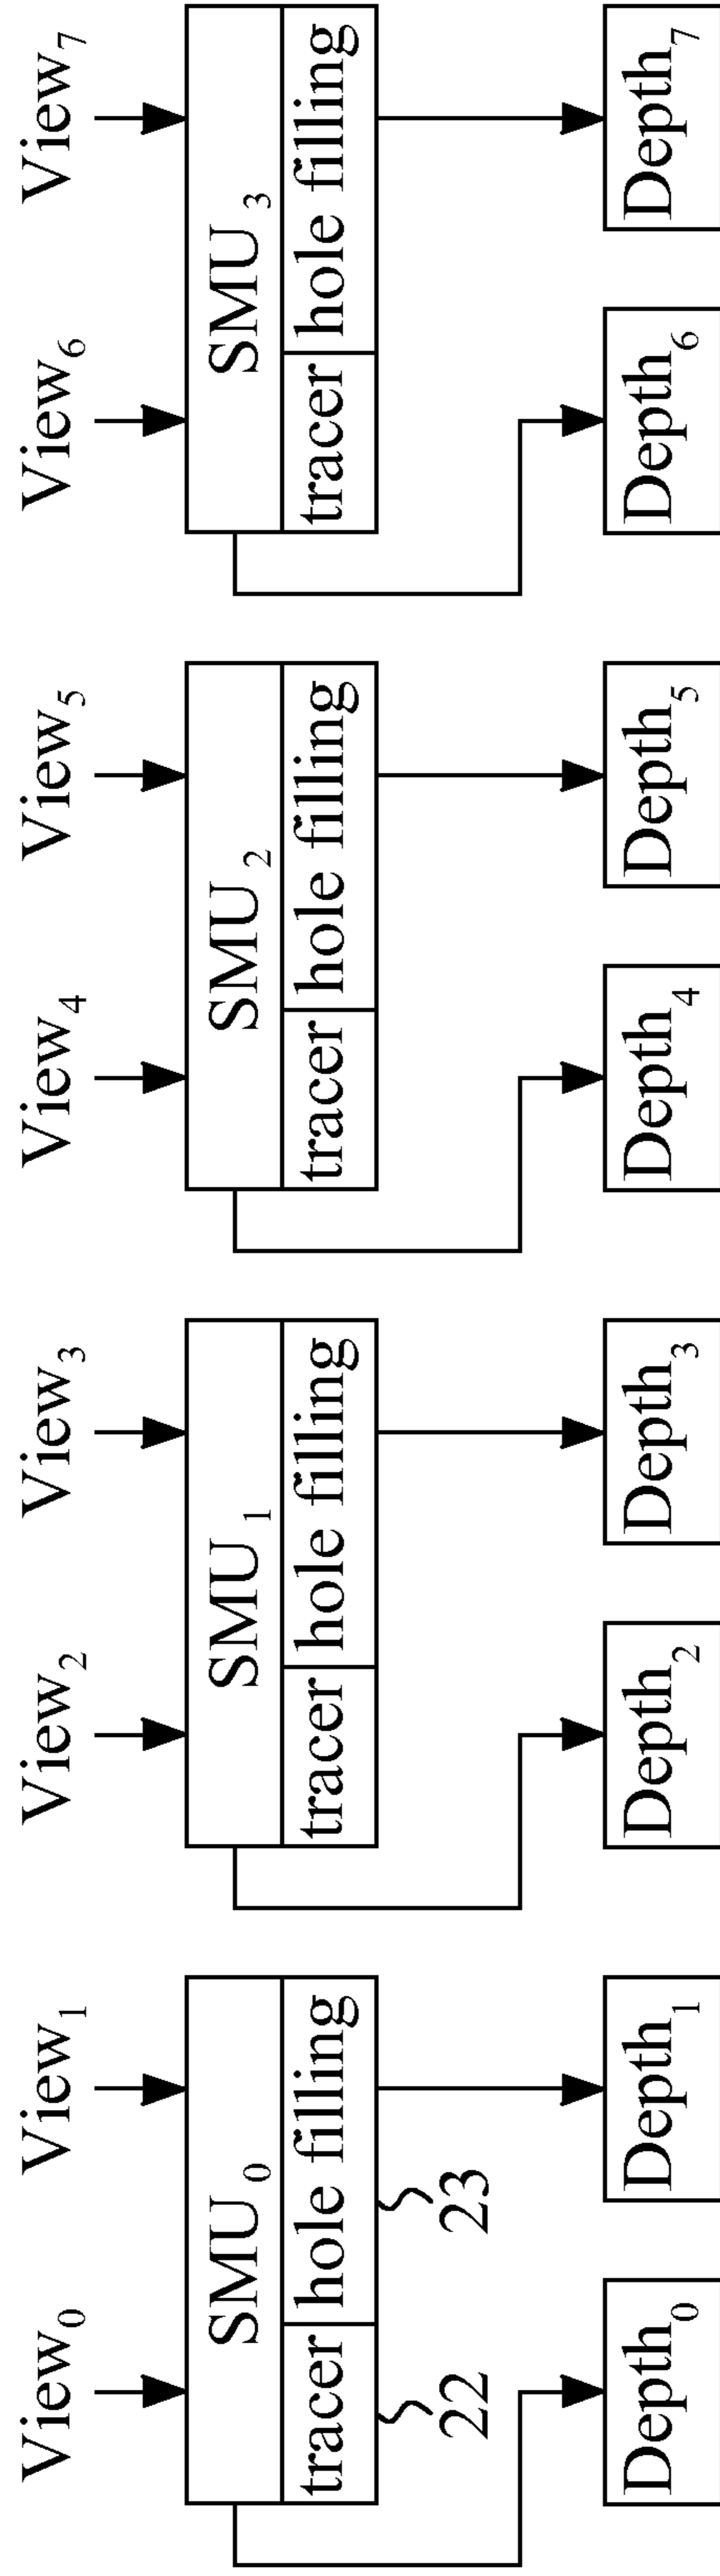 View0 View1 View2 View3 View4 View5 View6 View7
SMU0 SMU1 SMU2 SMU3
tracer hole filling tracer hole filling tracer hole filling tracer hole filling
22 23
Depth0 Depth1 Depth2 Depth3 Depth4 Depth5 Depth6 Depth7